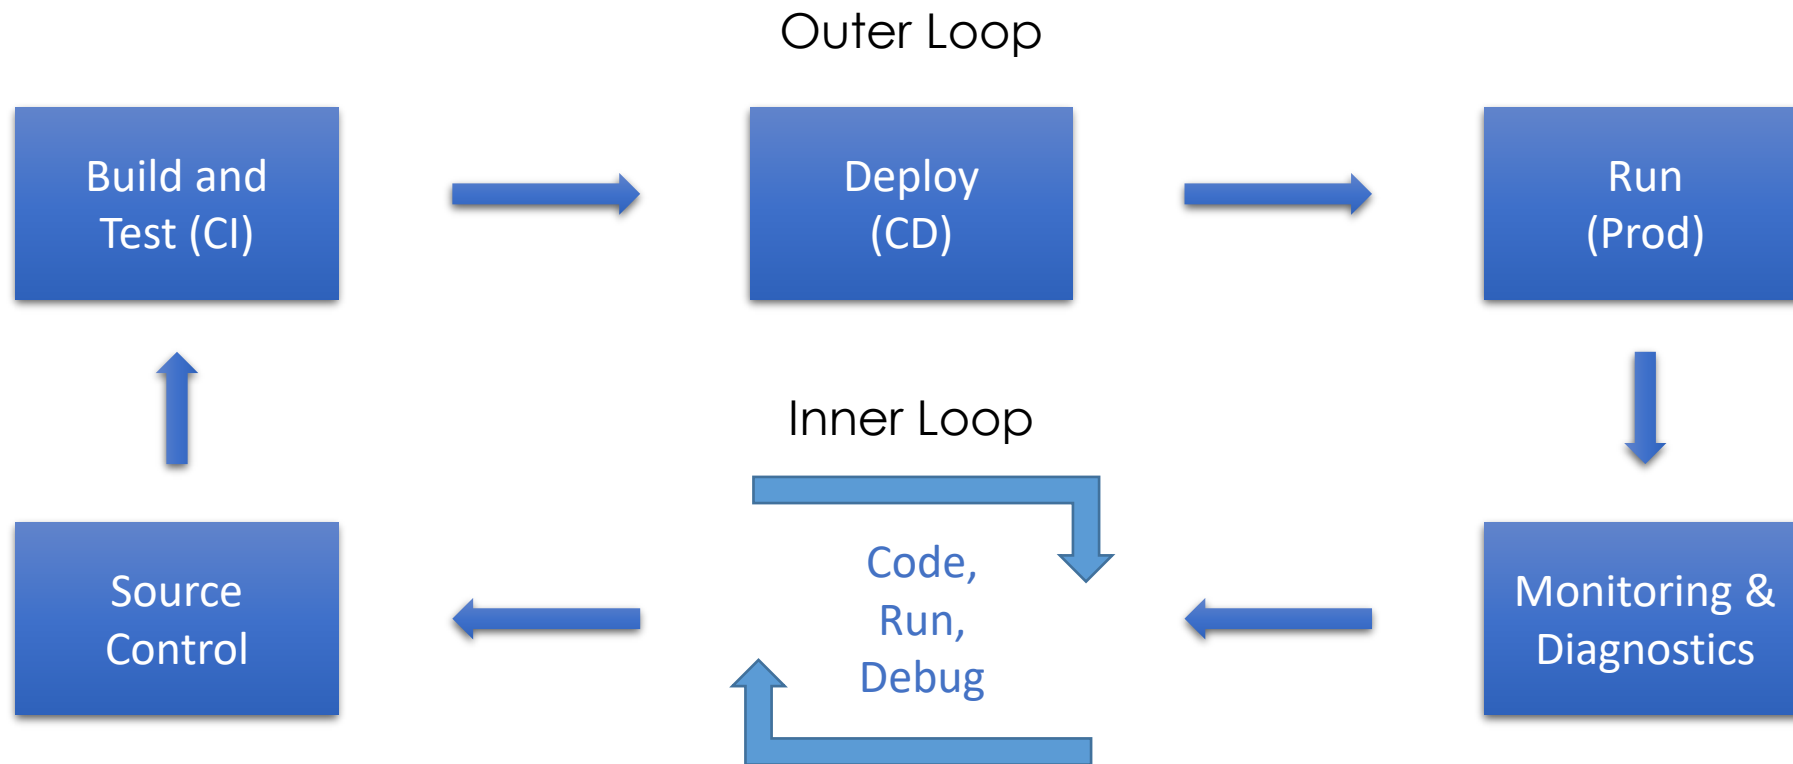 Outer Loop
Build and
Test (CI)
Deploy
(CD)
Run
(Prod)
Inner Loop
Source
Control
Code,
Run,
Debug
Monitoring &
Diagnostics